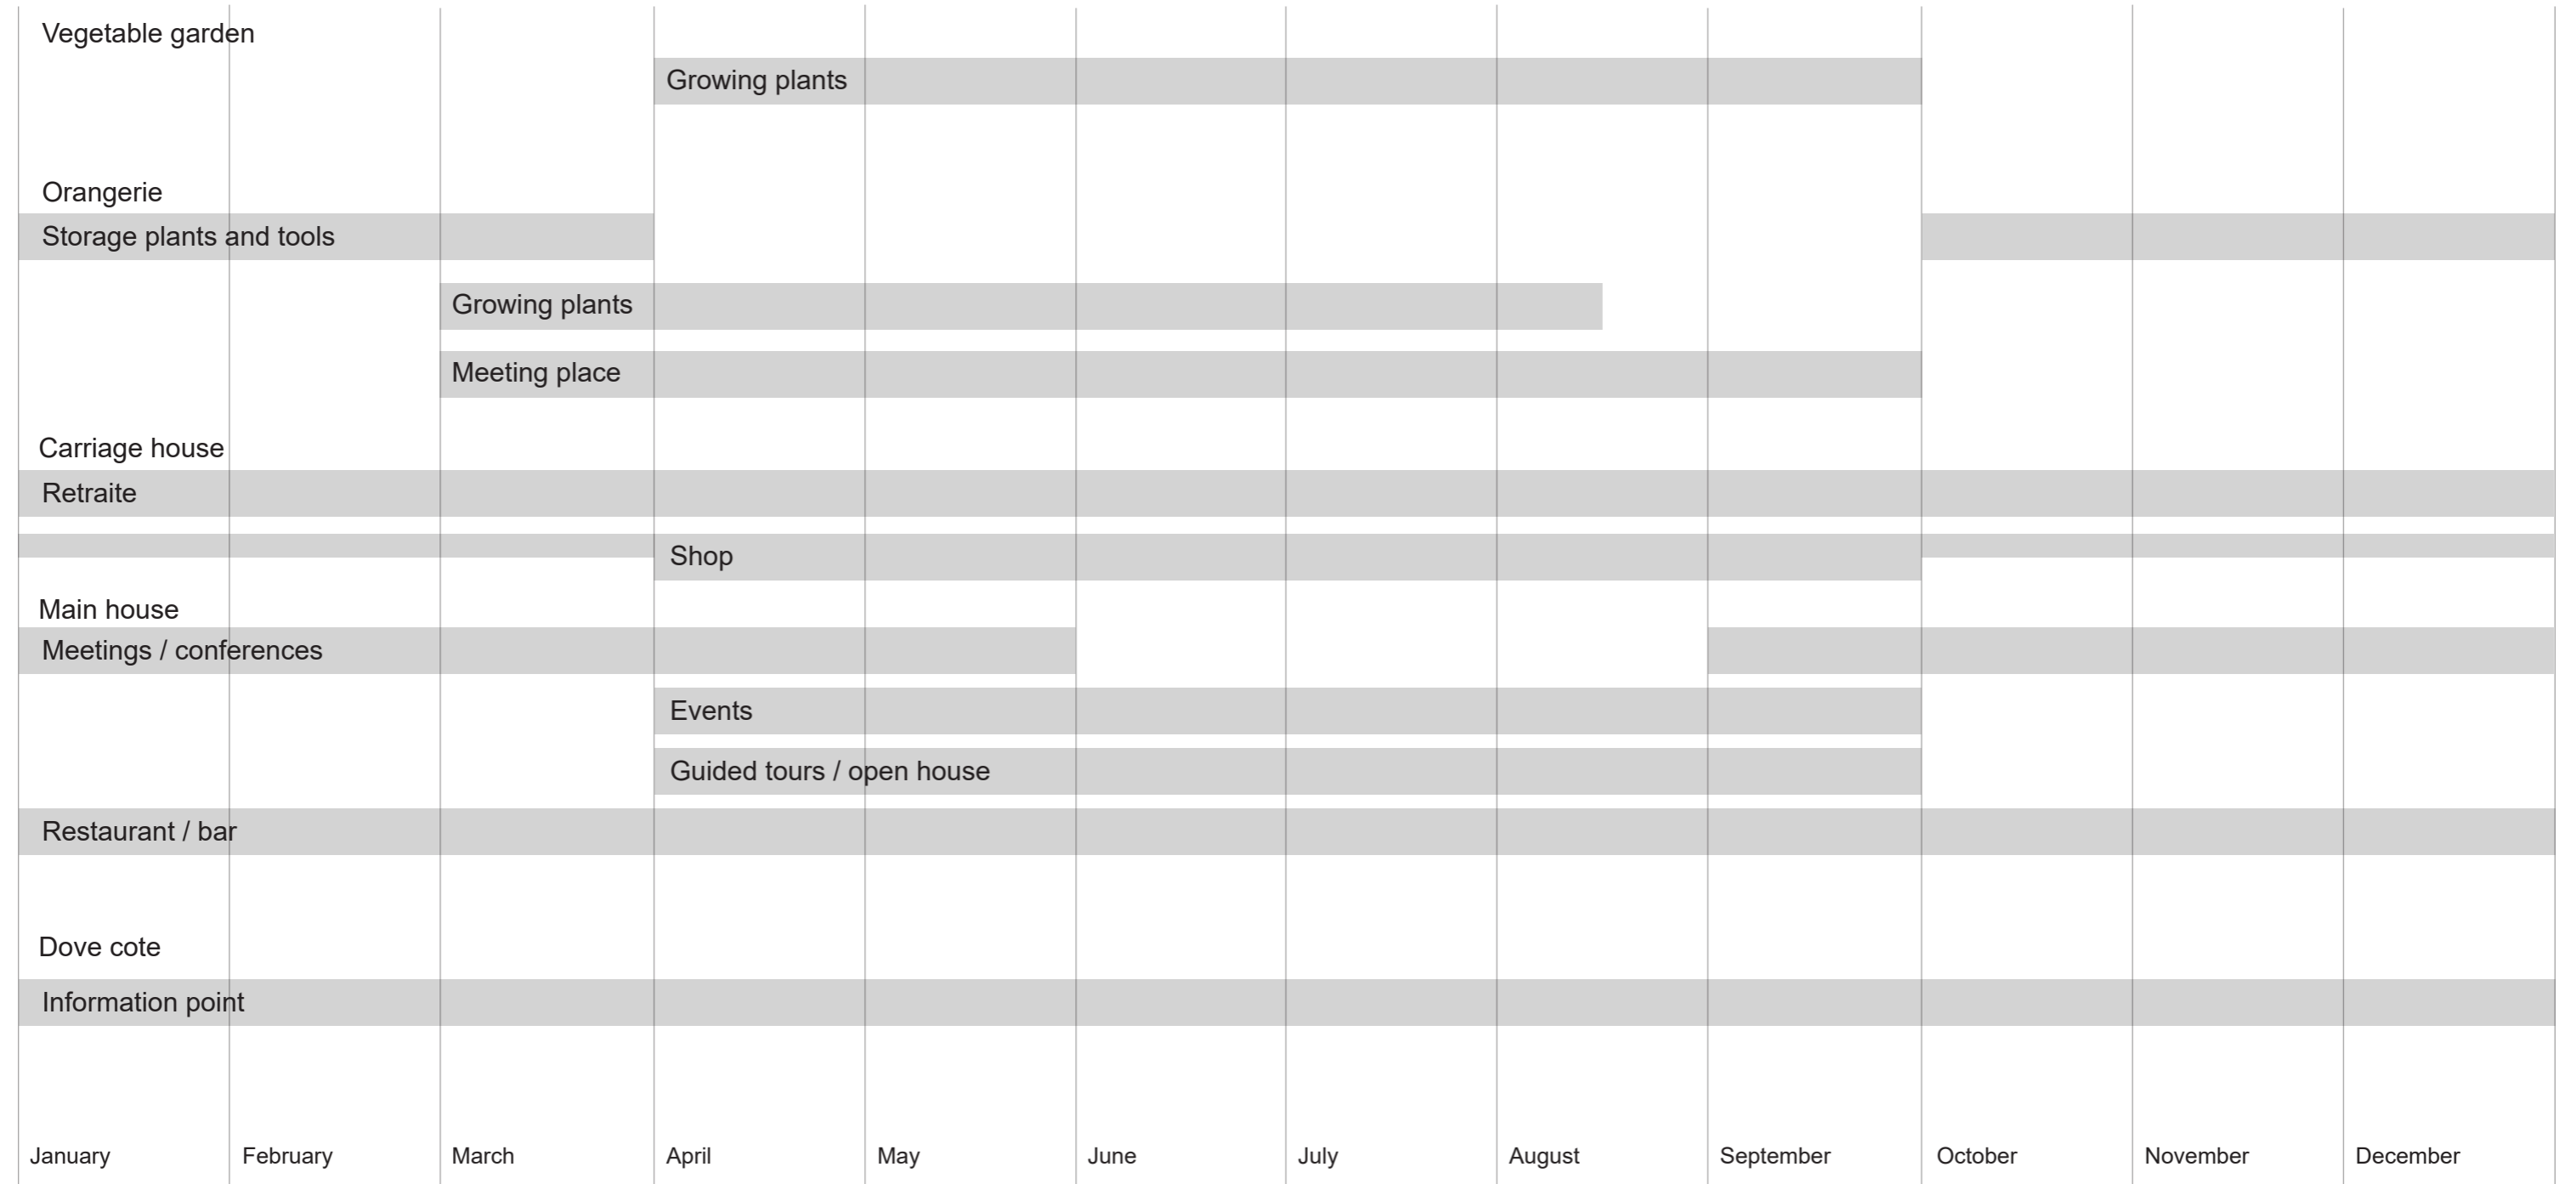 Vegetable garden
Growing plants
Orangerie
Storage plants and tools
Growing plants
Meeting place
Carriage house
Retraite
Shop
Main house
Meetings / conferences
Events
Guided tours / open house
Restaurant / bar
Dove cote
Information point
January February March April May June July August September October November December